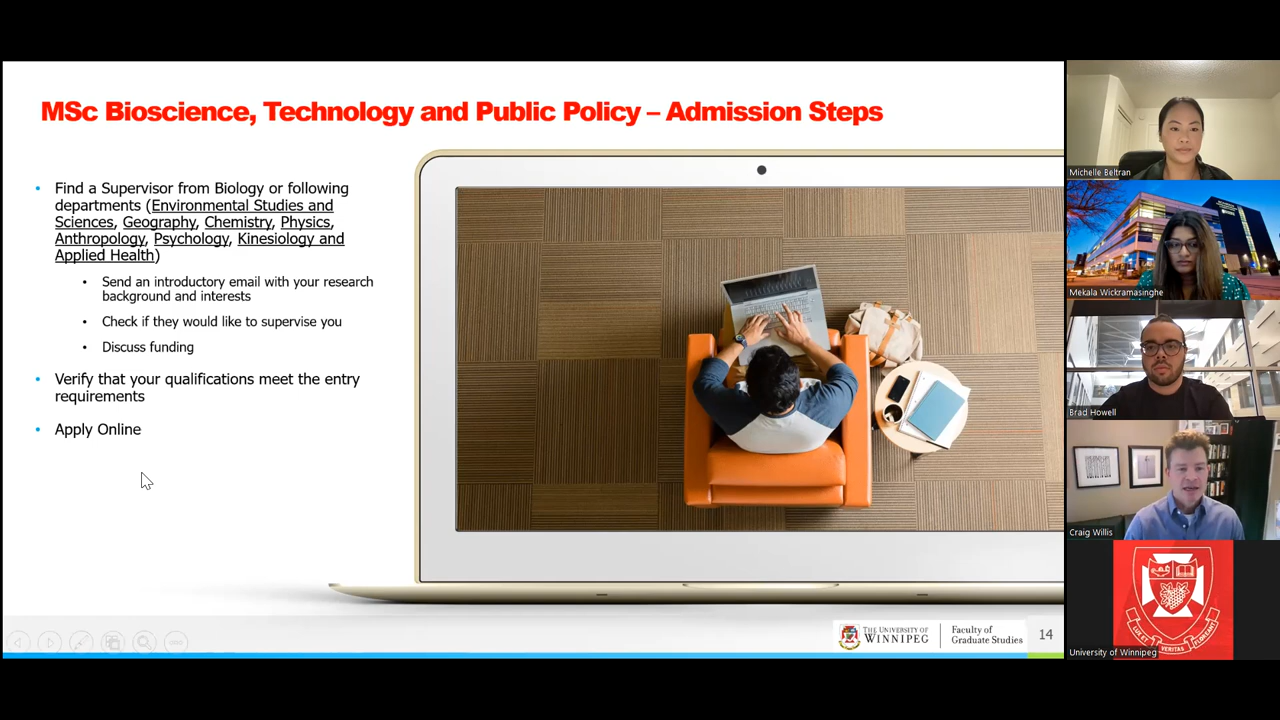 MSc Bioscience, Technology and Public Policy – Admission Steps
• Find a Supervisor from Biology or following
departments (Environmental Studies and
Sciences, Geography, Chemistry, Physics,
Anthropology, Psychology, Kinesiology and
Applied Health)
• Send an introductory email with your research
background and interests
• Check if they would like to supervise you
• Discuss funding
• Verify that your qualifications meet the entry
requirements
• Apply Online
THE UNIVERSITY OF
WINNIPEG
Faculty of
Graduate Studies
14
Michelle Beltran
Mekala Wickramasinghe
Brad Howell
Craig Willis
University of Winnipeg